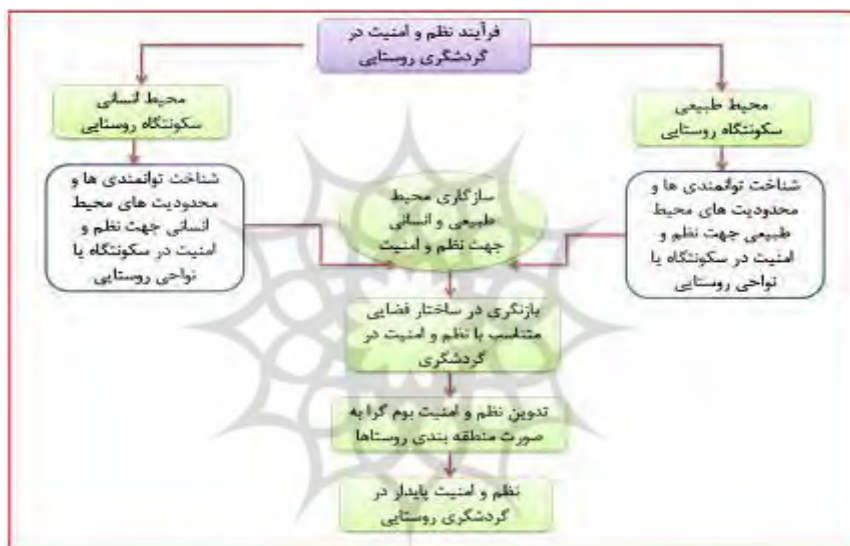 فرآیند نظم و امنیت در
گردشگری روستایی
محیط طبیعی
سکونتگاه روستایی
محیط انسانی
سکونتگاه روستایی
شناخت توانمندی ها و
محدودیت های محیط
طبیعی جهت نظم و
امنیت در سکونتگاه یا
نواحی روستایی
شناخت توانمندی ها و
محدودیت های محیط
انسانی جهت نظم و
امنیت در سکونتگاه یا
نواحی روستایی
سازگاری محیط
طبیعی و انسانی
جهت نظم و امنیت
بازنگری در ساختار فضایی
متناسب با نظم و امنیت در
گردشگری
تدوین نظم و امنیت بوم گرا به
صورت منطقه بندی روستاها
نظم و امنیت پایدار در
گردشگری روستایی